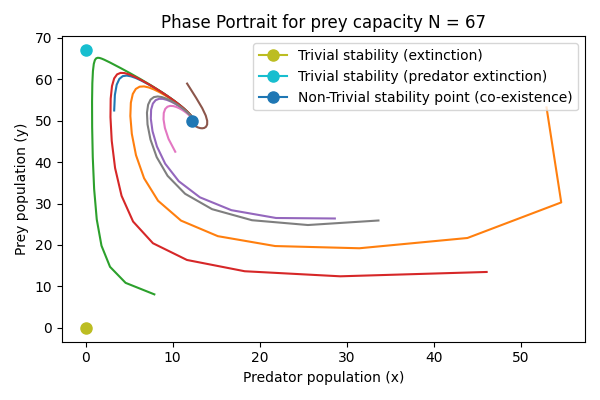 Phase Portrait for prey capacity N = 67
Trivial stability (extinction)
Trivial stability (predator extinction)
Non-Trivial stability point (co-existence)
Prey population (y)
70
60
50
40
30
20
10
0
0 10 20 30 40 50
Predator population (x)